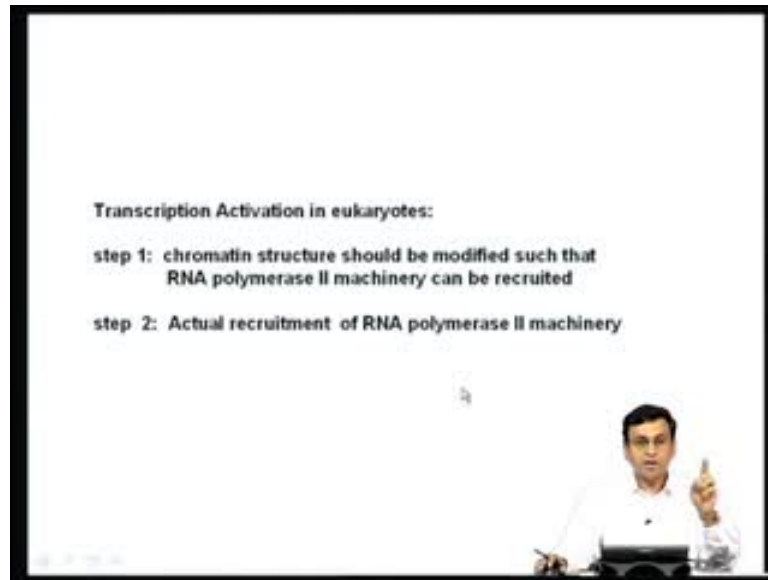 Transcription Activation in eukaryotes:
step 1: chromatin structure should be modified such that
RNA polymerase II machinery can be recruited
step 2: Actual recruitment of RNA polymerase II machinery